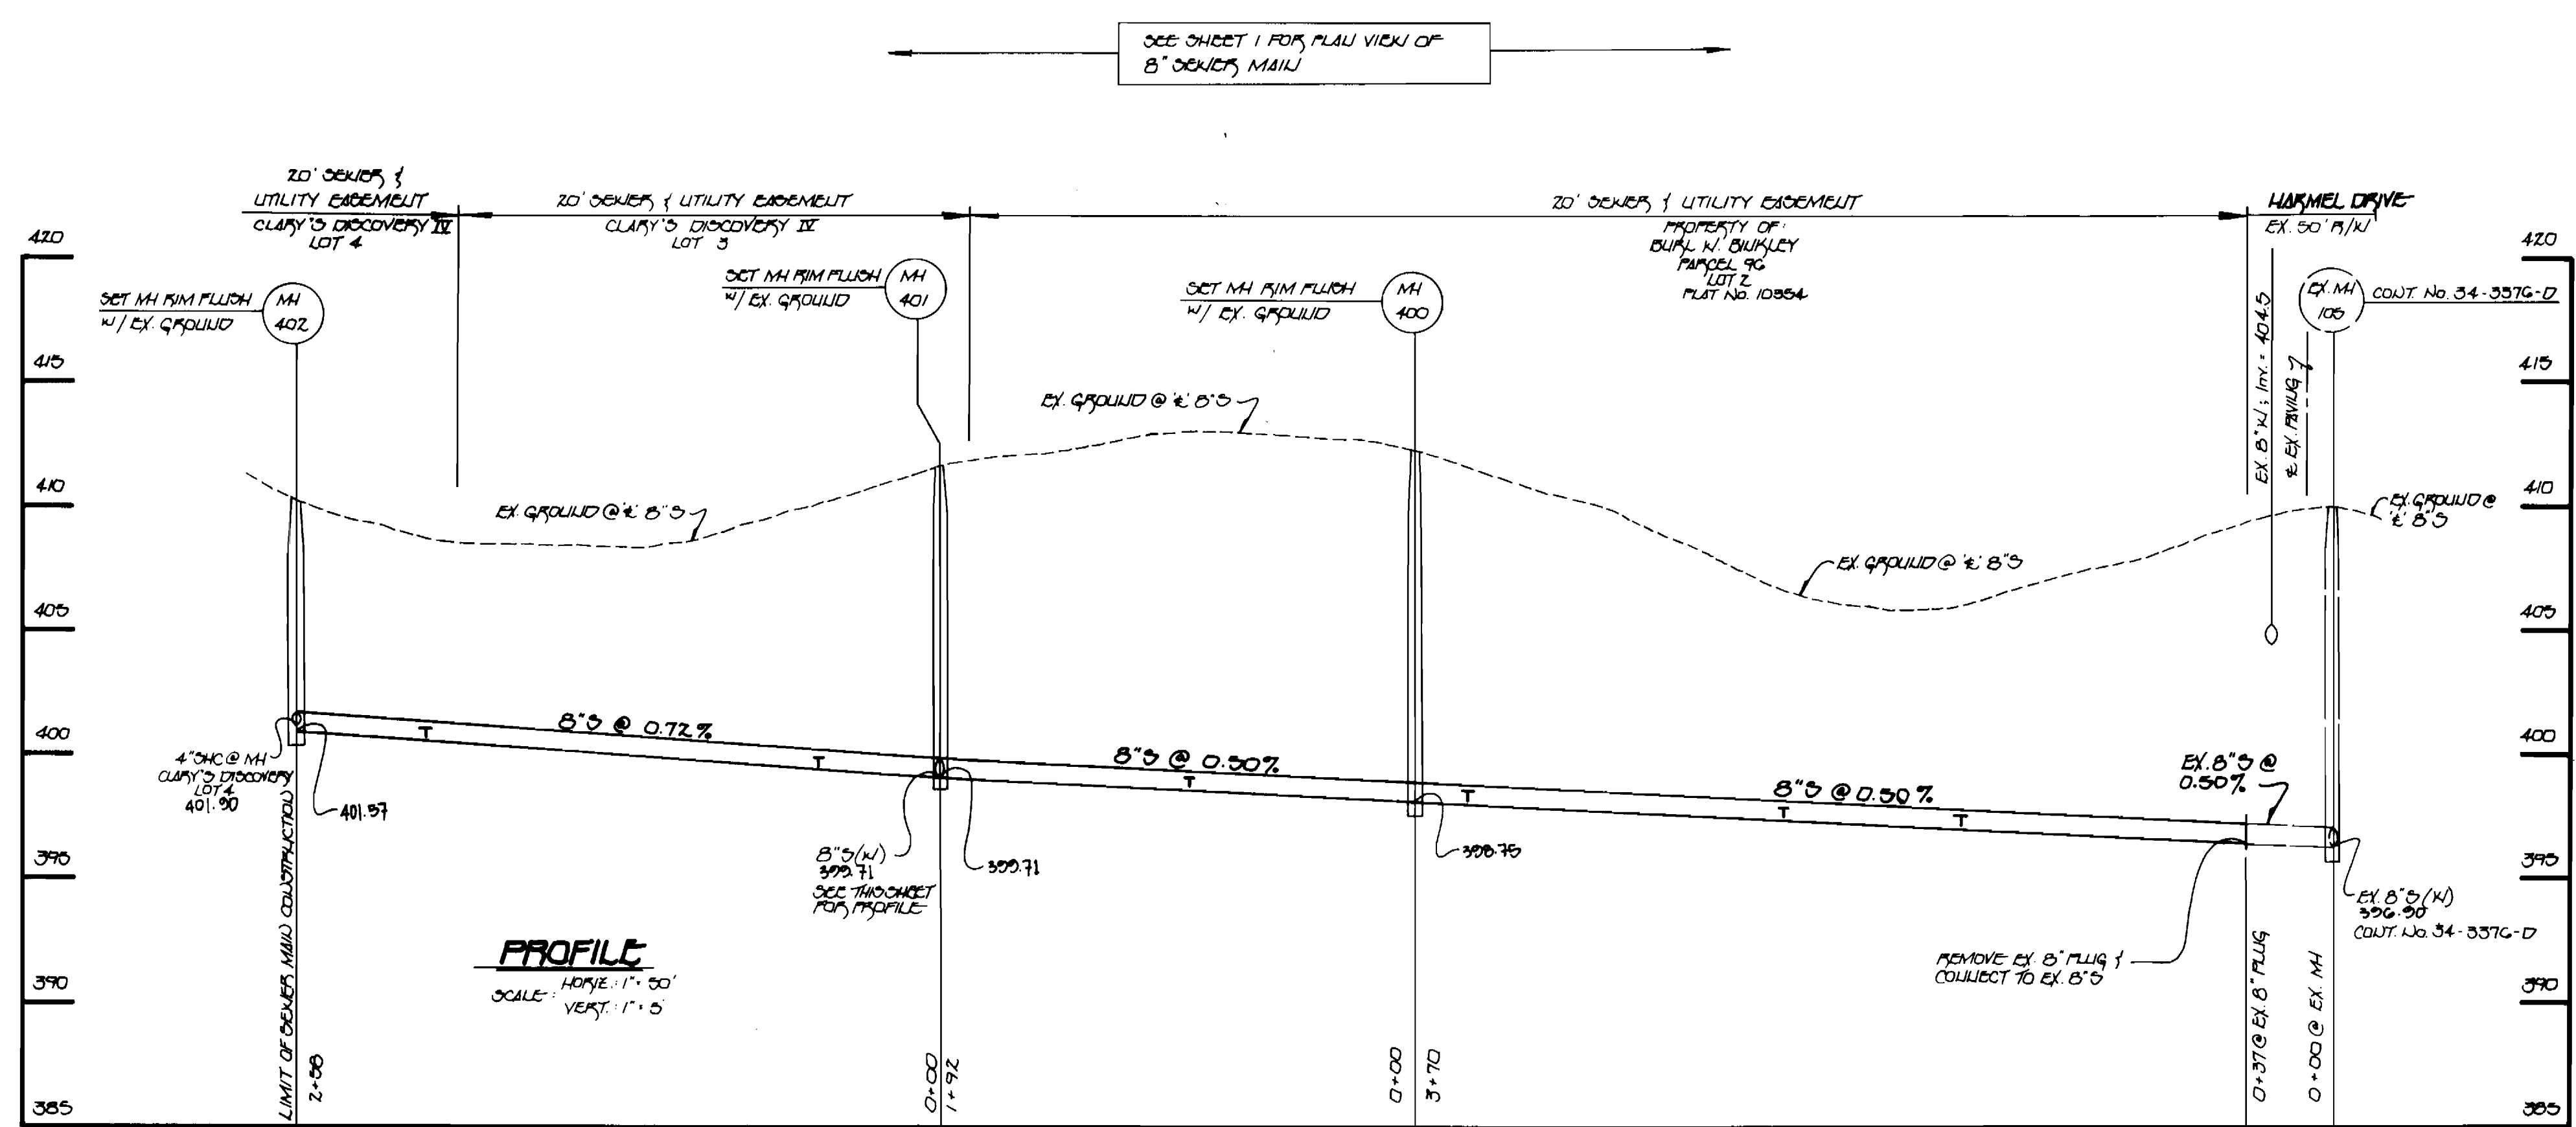 SEE SHEET 1 FOR PLAN VIEW OF
8" SEWER MAIN
20' SEWER &
UTILITY EASEMENT
CLARY'S DISCOVERY IV
LOT 4
20' SEWER & UTILITY EASEMENT
CLARY'S DISCOVERY IV
LOT 3
20' SEWER & UTILITY EASEMENT
PROPERTY OF:
BURL W. BINKLEY
PARCEL 96
LOT 2
PLAT No. 10354
HARMEL DRIVE
EX. 50' R/W
420
415
410
405
400
395
390
385
SET MH RIM FLUSH
W/ EX. GROUND
MH
402
SET MH RIM FLUSH
W/ EX. GROUND
MH
401
SET MH RIM FLUSH
W/ EX. GROUND
MH
400
EX. MH
105
CONT. No. 34-3376-D
EX. 8" W; Inv. = 404.5
℄ EX. PAVING
EX. GROUND @ ℄ 8"S
EX. GROUND @ ℄ 8"S
EX. GROUND @ ℄ 8"S
EX. GROUND @
℄ 8"S
8"S @ 0.72%
T
T
8"S @ 0.50%
T
T
8"S @ 0.50%
T
T
EX. 8"S @
0.50%
4"SHC @ MH
CLARY'S DISCOVERY
LOT 4
401.90
401.57
8"S (W)
399.71
SEE THIS SHEET
FOR PROFILE
399.71
398.75
EX. 8"S (W)
396.90
CONT. No. 34-3376-D
REMOVE EX. 8" PLUG &
CONNECT TO EX. 8"S
PROFILE
SCALE:
HORIZ.: 1" = 50'
VERT.: 1" = 5'
LIMIT OF SEWER MAIN CONSTRUCTION
2+58
0+00
1+92
0+00
3+70
0+37 @ EX. 8" PLUG
0+00 @ EX. MH
420
415
410
405
400
395
390
385